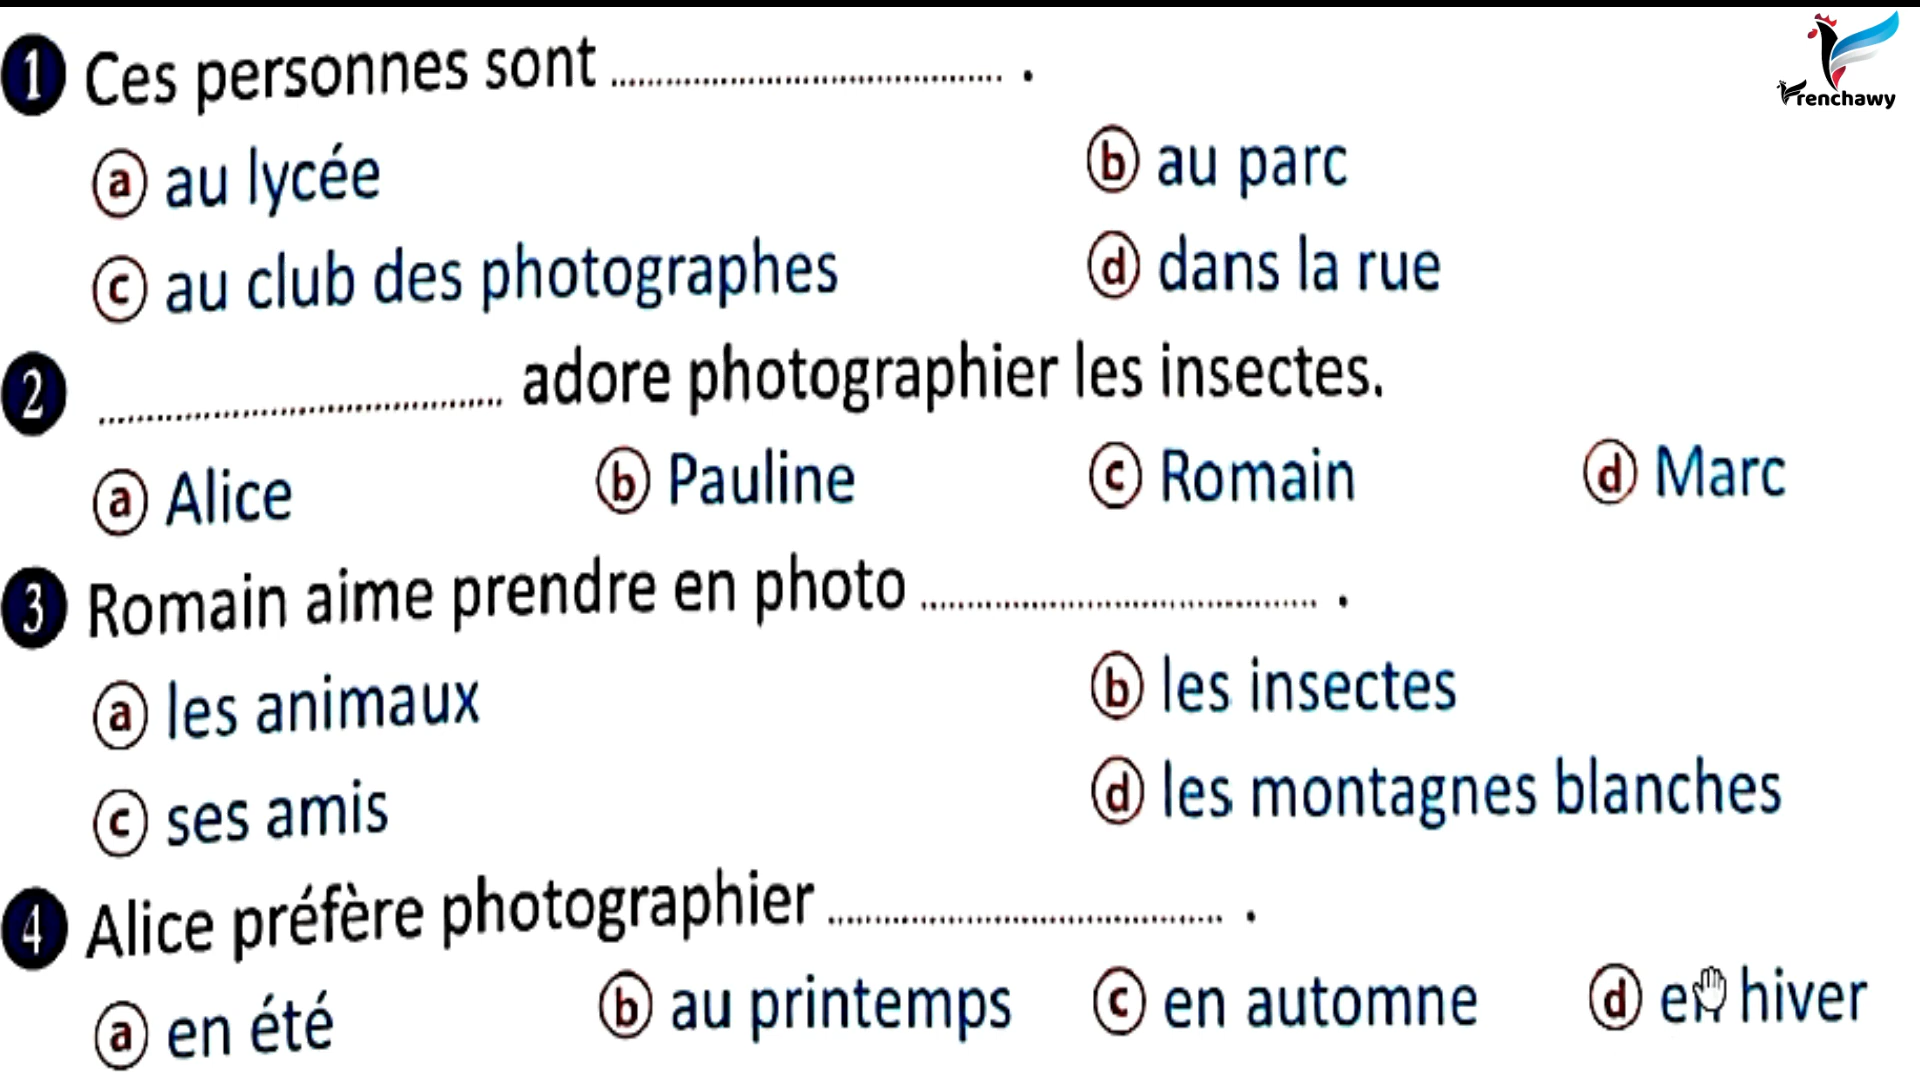 Frenchawy
1 Ces personnes sont ........................................ .
a au lycée b au parc
c au club des photographes d dans la rue
2 ........................................ adore photographier les insectes.
a Alice b Pauline c Romain d Marc
3 Romain aime prendre en photo ........................................ .
a les animaux b les insectes
c ses amis d les montagnes blanches
4 Alice préfère photographier ........................................ .
a en été b au printemps c en automne d en hiver